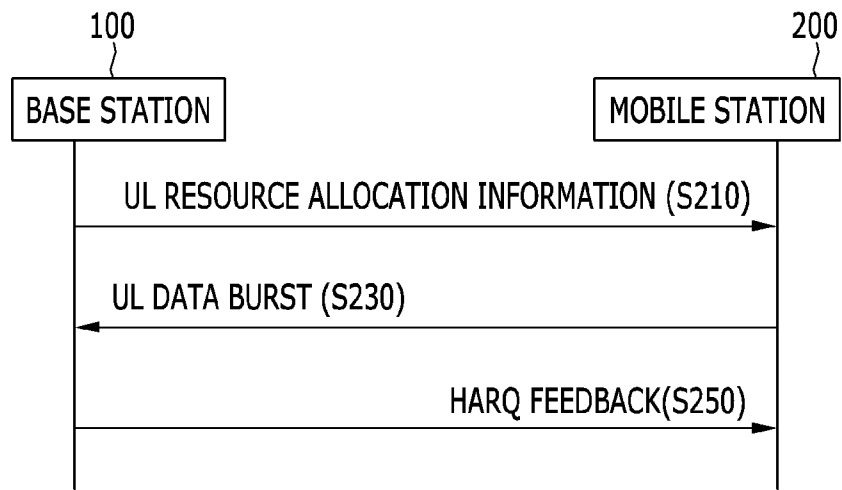 100
200
BASE STATION
MOBILE STATION
UL RESOURCE ALLOCATION INFORMATION (S210)
UL DATA BURST (S230)
HARQ FEEDBACK(S250)